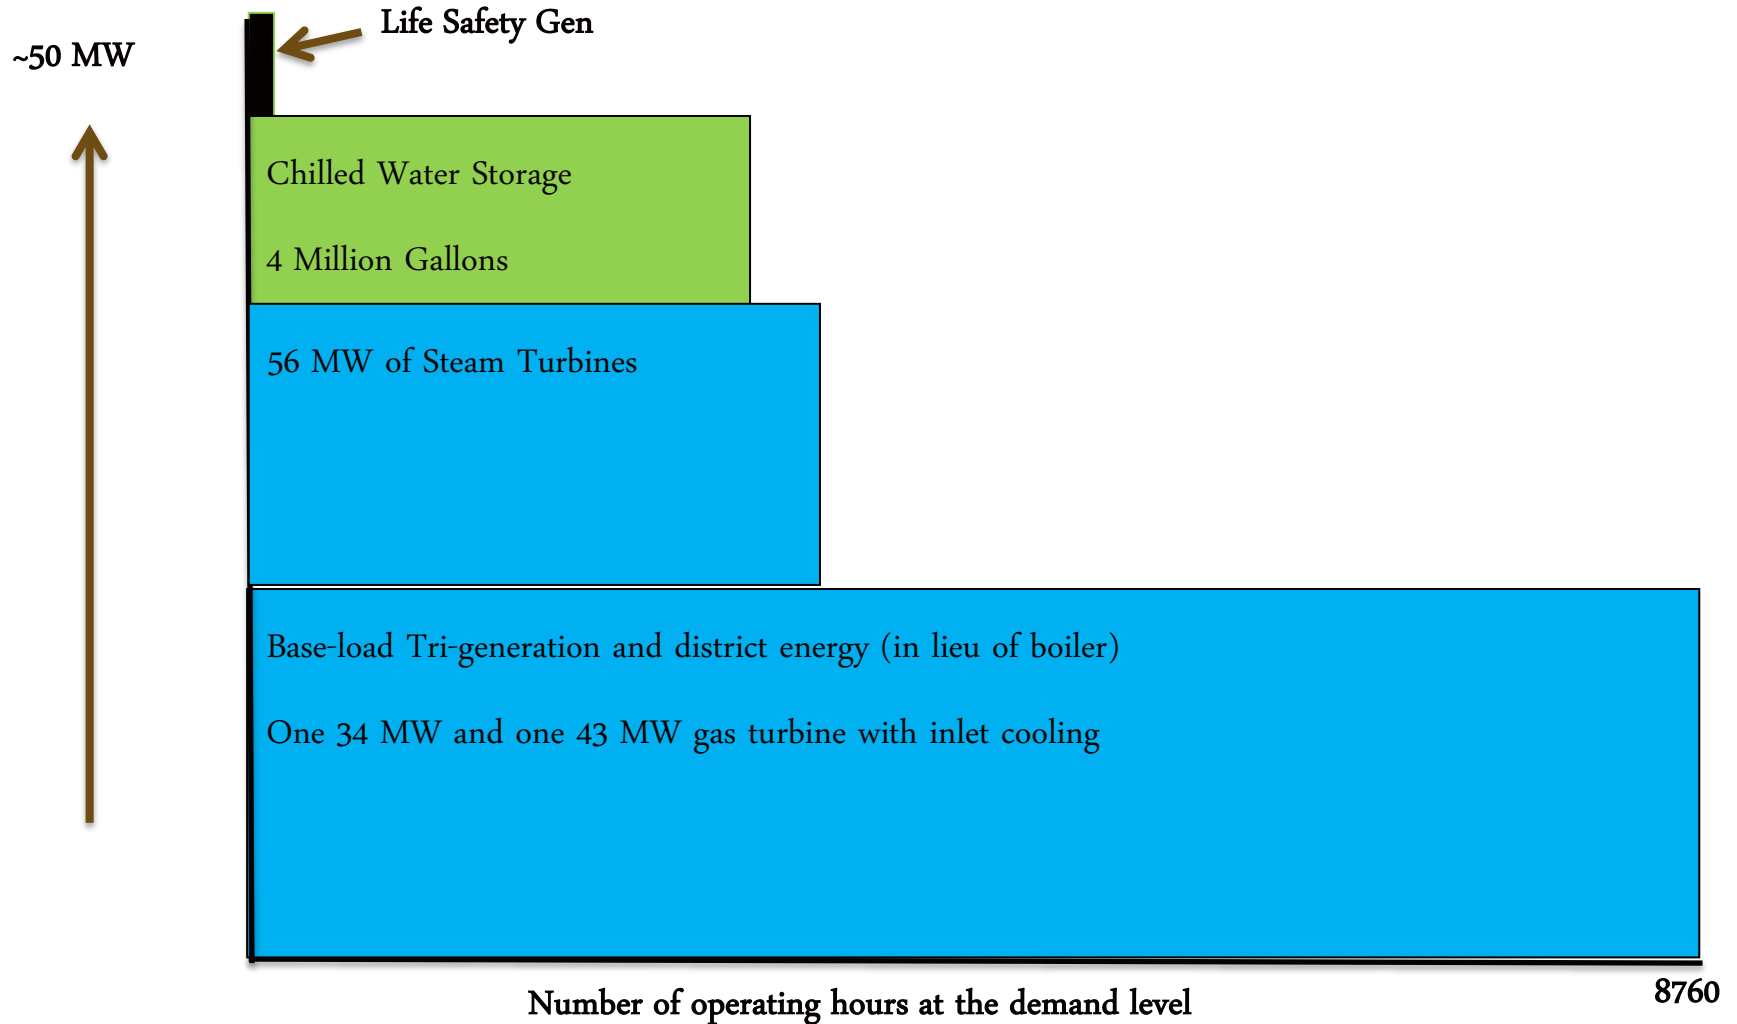 Life Safety Gen
~50 MW
Chilled Water Storage
4 Million Gallons
56 MW of Steam Turbines
Base-load Tri-generation and district energy (in lieu of boiler)
One 34 MW and one 43 MW gas turbine with inlet cooling
8760
Number of operating hours at the demand level